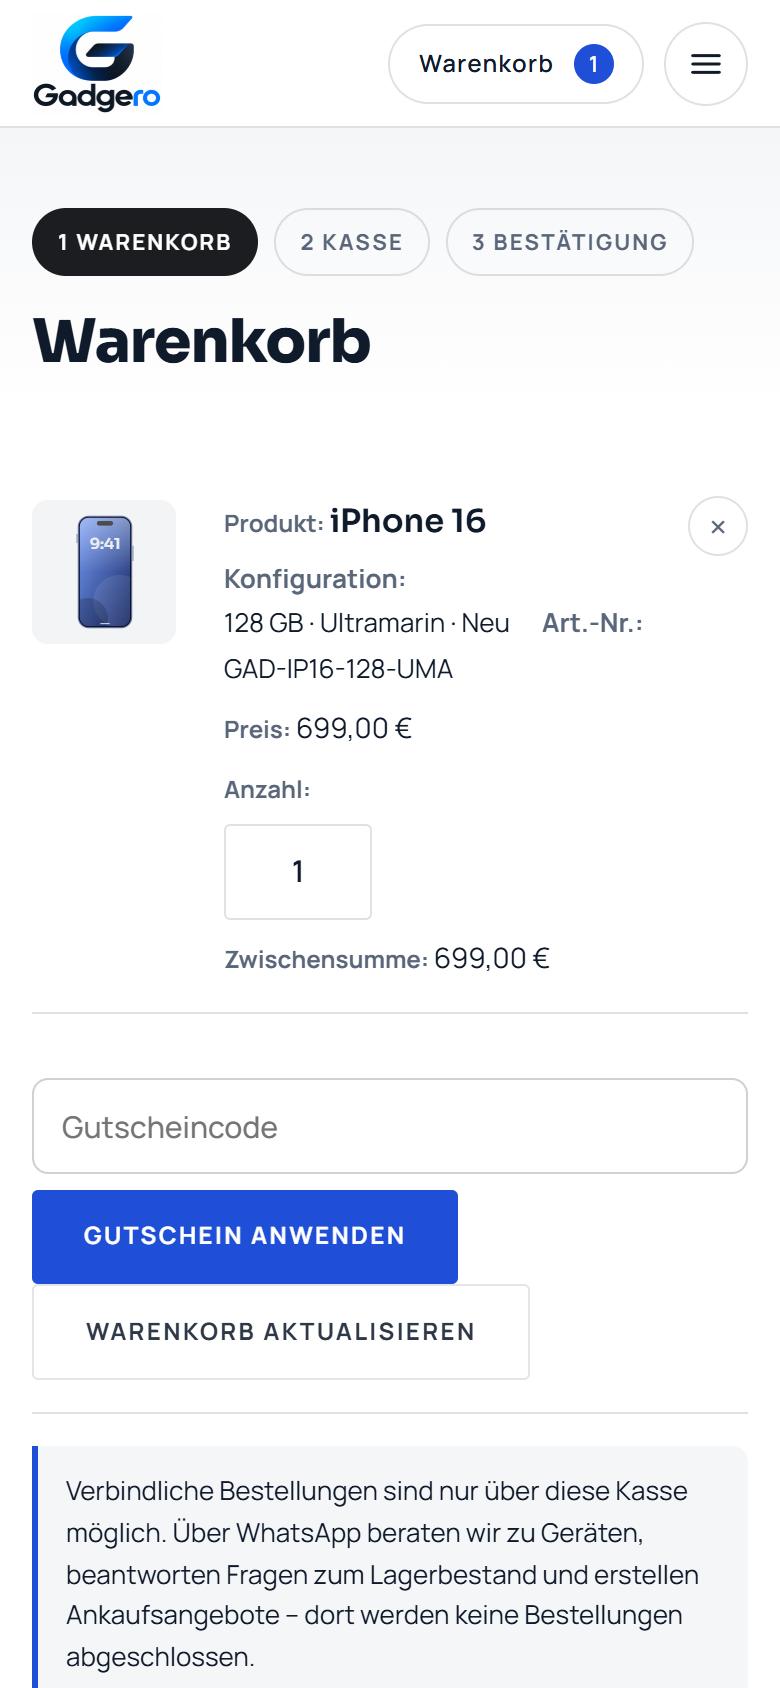 Gadgero
Warenkorb 1
1 WARENKORB 2 KASSE 3 BESTÄTIGUNG
Warenkorb
9:41
Produkt: iPhone 16 ×
Konfiguration:
128 GB · Ultramarin · Neu Art.-Nr.:
GAD-IP16-128-UMA
Preis: 699,00 €
Anzahl:
1
Zwischensumme: 699,00 €
Gutscheincode
GUTSCHEIN ANWENDEN
WARENKORB AKTUALISIEREN
Verbindliche Bestellungen sind nur über diese Kasse
möglich. Über WhatsApp beraten wir zu Geräten,
beantworten Fragen zum Lagerbestand und erstellen
Ankaufsangebote – dort werden keine Bestellungen
abgeschlossen.